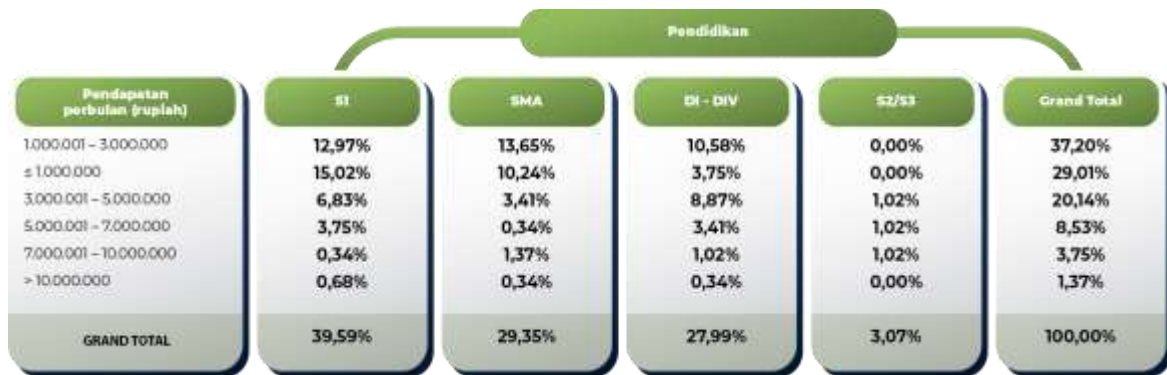 Pendidikan
Pendapatan perbulan (rupiah) S1 SMA DI - DIV S2/S3 Grand Total
1.000.001 – 3.000.000 12,97% 13,65% 10,58% 0,00% 37,20%
≤ 1.000.000 15,02% 10,24% 3,75% 0,00% 29,01%
3.000.001 – 5.000.000 6,83% 3,41% 8,87% 1,02% 20,14%
5.000.001 – 7.000.000 3,75% 0,34% 3,41% 1,02% 8,53%
7.000.001 – 10.000.000 0,34% 1,37% 1,02% 1,02% 3,75%
> 10.000.000 0,68% 0,34% 0,34% 0,00% 1,37%
GRAND TOTAL 39,59% 29,35% 27,99% 3,07% 100,00%